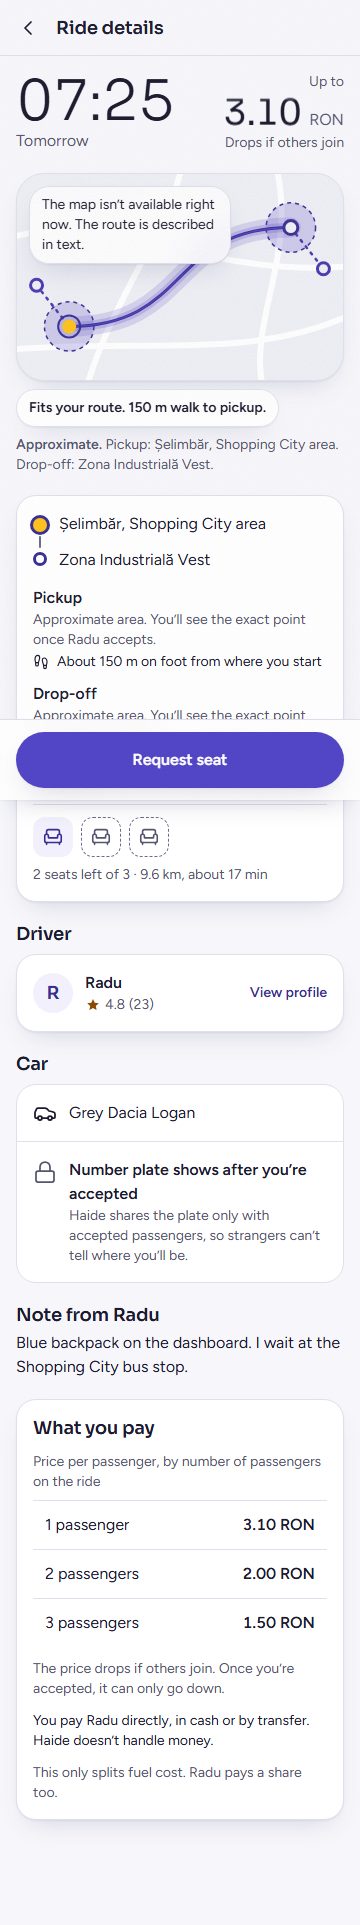 Ride details
07:25
Tomorrow
Up to
3.10 RON
Drops if others join
The map isn’t available right
now. The route is described
in text.
Fits your route. 150 m walk to pickup.
Approximate. Pickup: Șelimbăr, Shopping City area.
Drop-off: Zona Industrială Vest.
Șelimbăr, Shopping City area
Zona Industrială Vest
Pickup
Approximate area. You’ll see the exact point
once Radu accepts.
About 150 m on foot from where you start
Drop-off
Approximate area. You’ll see the exact point
Request seat
2 seats left of 3 · 9.6 km, about 17 min
Driver
R
Radu
4.8 (23)
View profile
Car
Grey Dacia Logan
Number plate shows after you’re
accepted
Haide shares the plate only with
accepted passengers, so strangers can’t
tell where you’ll be.
Note from Radu
Blue backpack on the dashboard. I wait at the
Shopping City bus stop.
What you pay
Price per passenger, by number of passengers
on the ride
1 passenger 3.10 RON
2 passengers 2.00 RON
3 passengers 1.50 RON
The price drops if others join. Once you’re
accepted, it can only go down.
You pay Radu directly, in cash or by transfer.
Haide doesn’t handle money.
This only splits fuel cost. Radu pays a share
too.